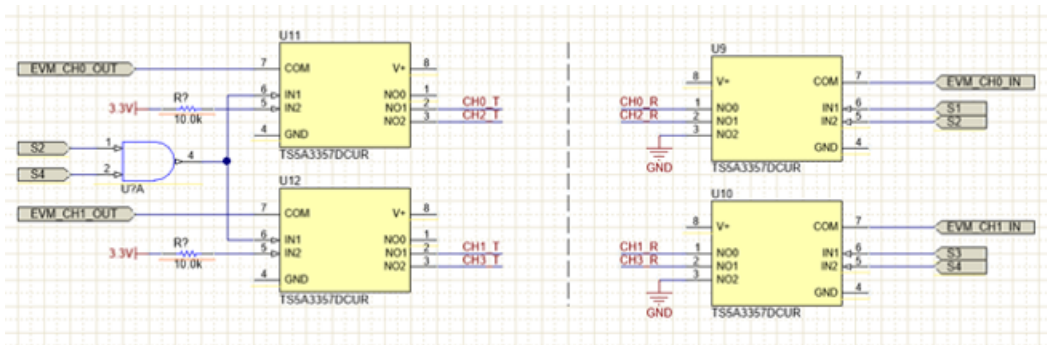 U11
EVM_CH0_OUT
7 COM V+ 8
6 IN1 NO0 1
3.3V R? 10.0k 5 IN2 NO1 2 CH0_T
NO2 3 CH2_T
4 GND
TS5A3357DCUR
S2 1
4
S4 2
U?A
U12
EVM_CH1_OUT
7 COM V+ 8
6 IN1 NO0 1
3.3V R? 10.0k 5 IN2 NO1 2 CH1_T
NO2 3 CH3_T
4 GND
TS5A3357DCUR
U9
8 V+ COM 7 EVM_CH0_IN
CH0_R 1 NO0 IN1 6 S1
CH2_R 2 NO1 IN2 5 S2
3 NO2
GND 4
GND
TS5A3357DCUR
U10
8 V+ COM 7 EVM_CH1_IN
CH1_R 1 NO0 IN1 6 S3
CH3_R 2 NO1 IN2 5 S4
3 NO2
GND 4
GND
TS5A3357DCUR